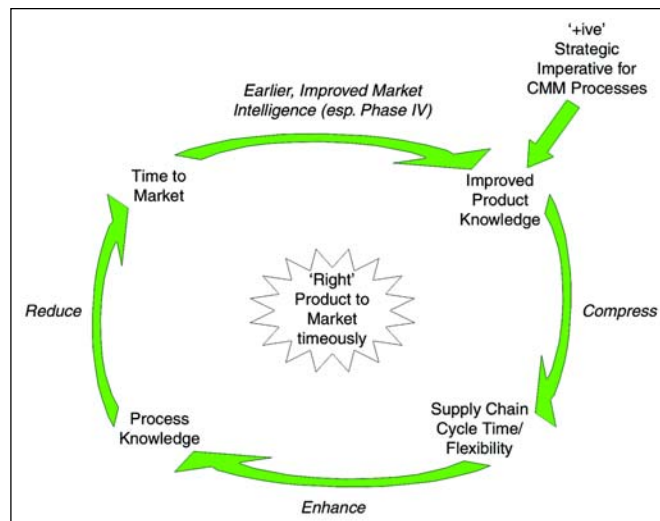 '+ive'
Strategic
Imperative for
CMM Processes
Earlier, Improved Market
Intelligence (esp. Phase IV)
Time to
Market
Improved
Product
Knowledge
'Right'
Product to
Market
timeously
Reduce
Compress
Process
Knowledge
Supply Chain
Cycle Time/
Flexibility
Enhance